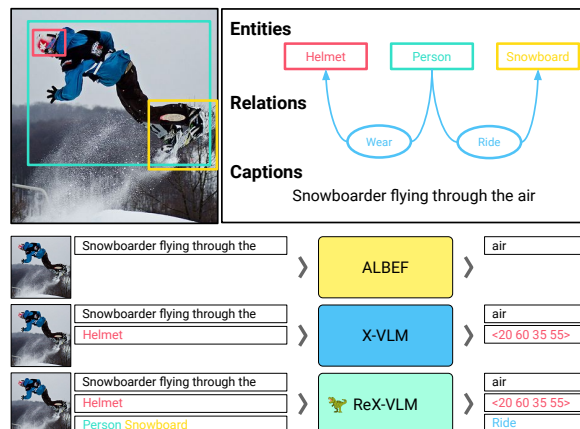 Entities
Helmet Person Snowboard
Relations
Wear Ride
Captions
Snowboarder flying through the air
Snowboarder flying through the
ALBEF
air
Snowboarder flying through the
Helmet
X-VLM
air
<20 60 35 55>
Snowboarder flying through the
Helmet
Person Snowboard
ReX-VLM
air
<20 60 35 55>
Ride